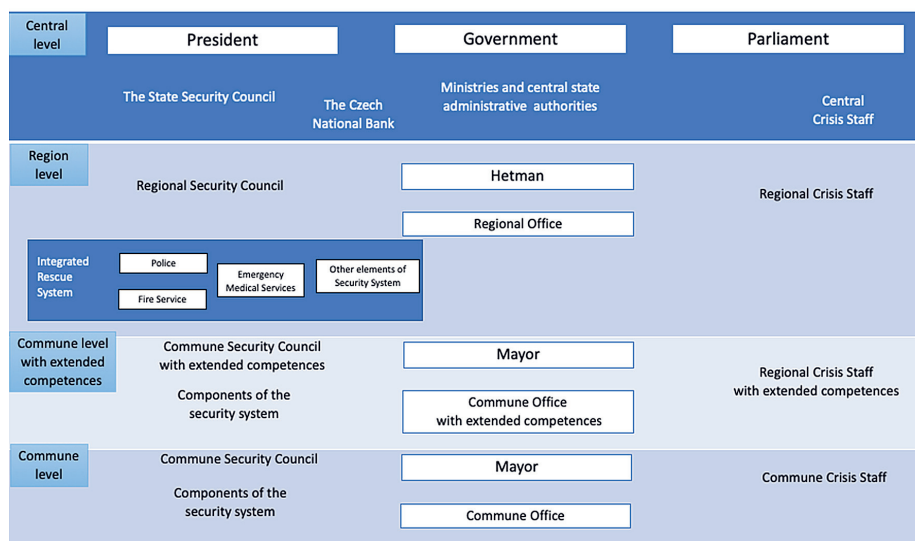 Central
level
President
Government
Parliament
The State Security Council
The Czech
National Bank
Ministries and central state
administrative authorities
Central
Crisis Staff
Region
level
Regional Security Council
Hetman
Regional Office
Regional Crisis Staff
Integrated
Rescue
System
Police
Fire Service
Emergency
Medical Services
Other elements of
Security System
Commune level
with extended
competences
Commune Security Council
with extended competences
Components of the
security system
Mayor
Commune Office
with extended competences
Regional Crisis Staff
with extended competences
Commune
level
Commune Security Council
Components of the
security system
Mayor
Commune Office
Commune Crisis Staff